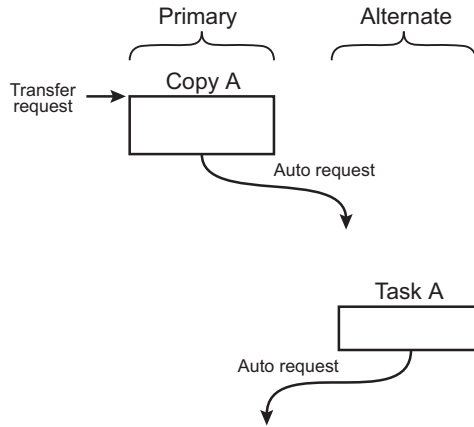 Primary
Alternate
Copy A
Transfer
request
Auto request
Task A
Auto request